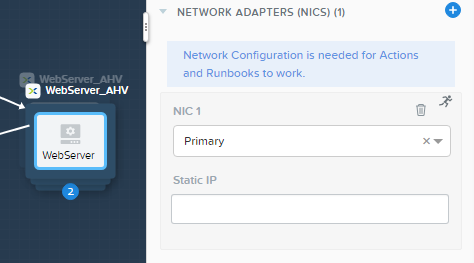 NETWORK ADAPTERS (NICS) (1)
Network Configuration is needed for Actions
and Runbooks to work.
WebServer_AHV
WebServer_AHV
WebServer
2
NIC 1
Primary
Static IP